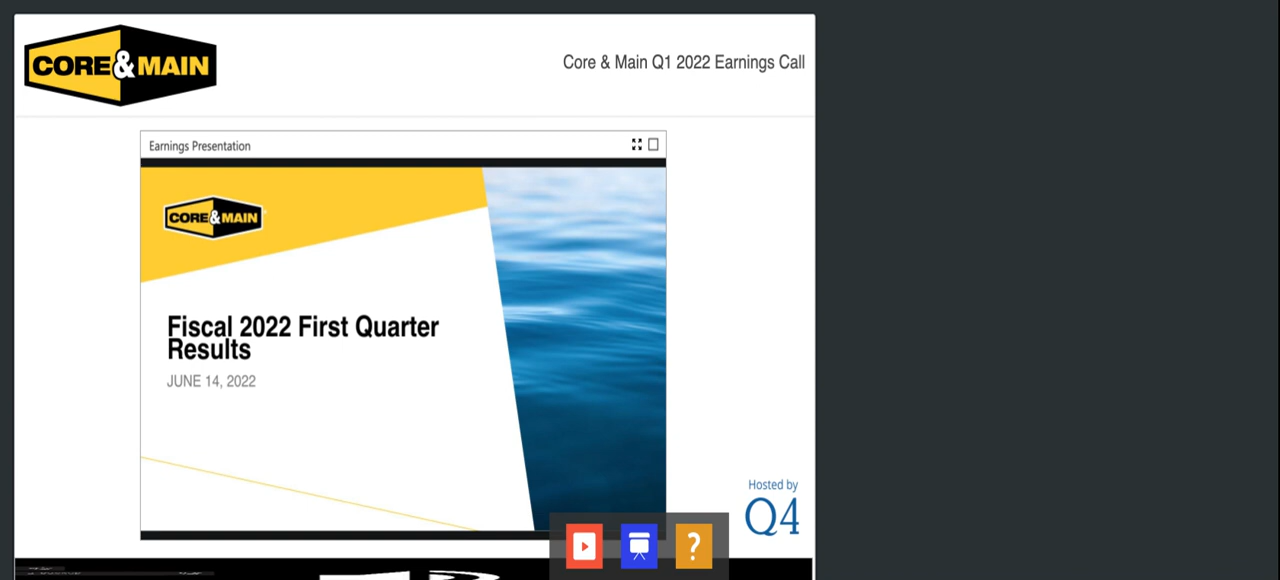 CORE&MAIN
Core & Main Q1 2022 Earnings Call
Earnings Presentation
CORE&MAIN
Fiscal 2022 First Quarter
Results
JUNE 14, 2022
Hosted by
Q4
?